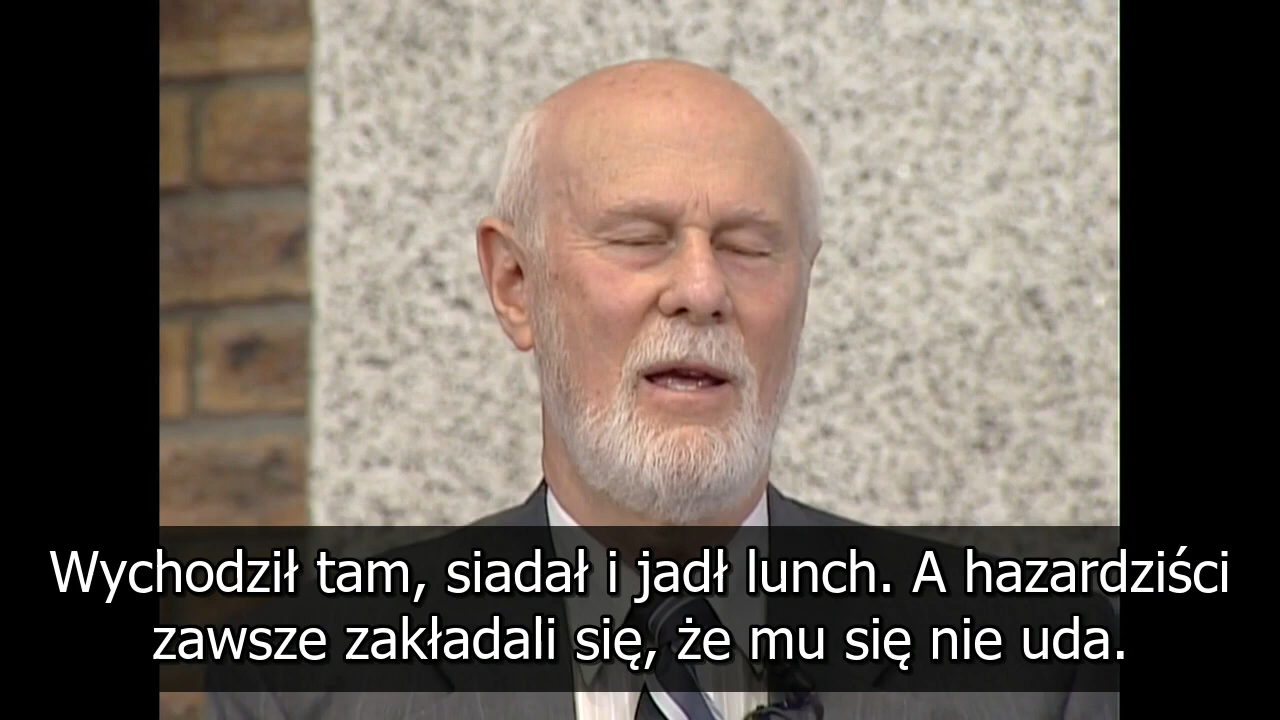 Wychodził tam, siadał i jadł lunch. A hazardziści
zawsze zakładali się, że mu się nie uda.